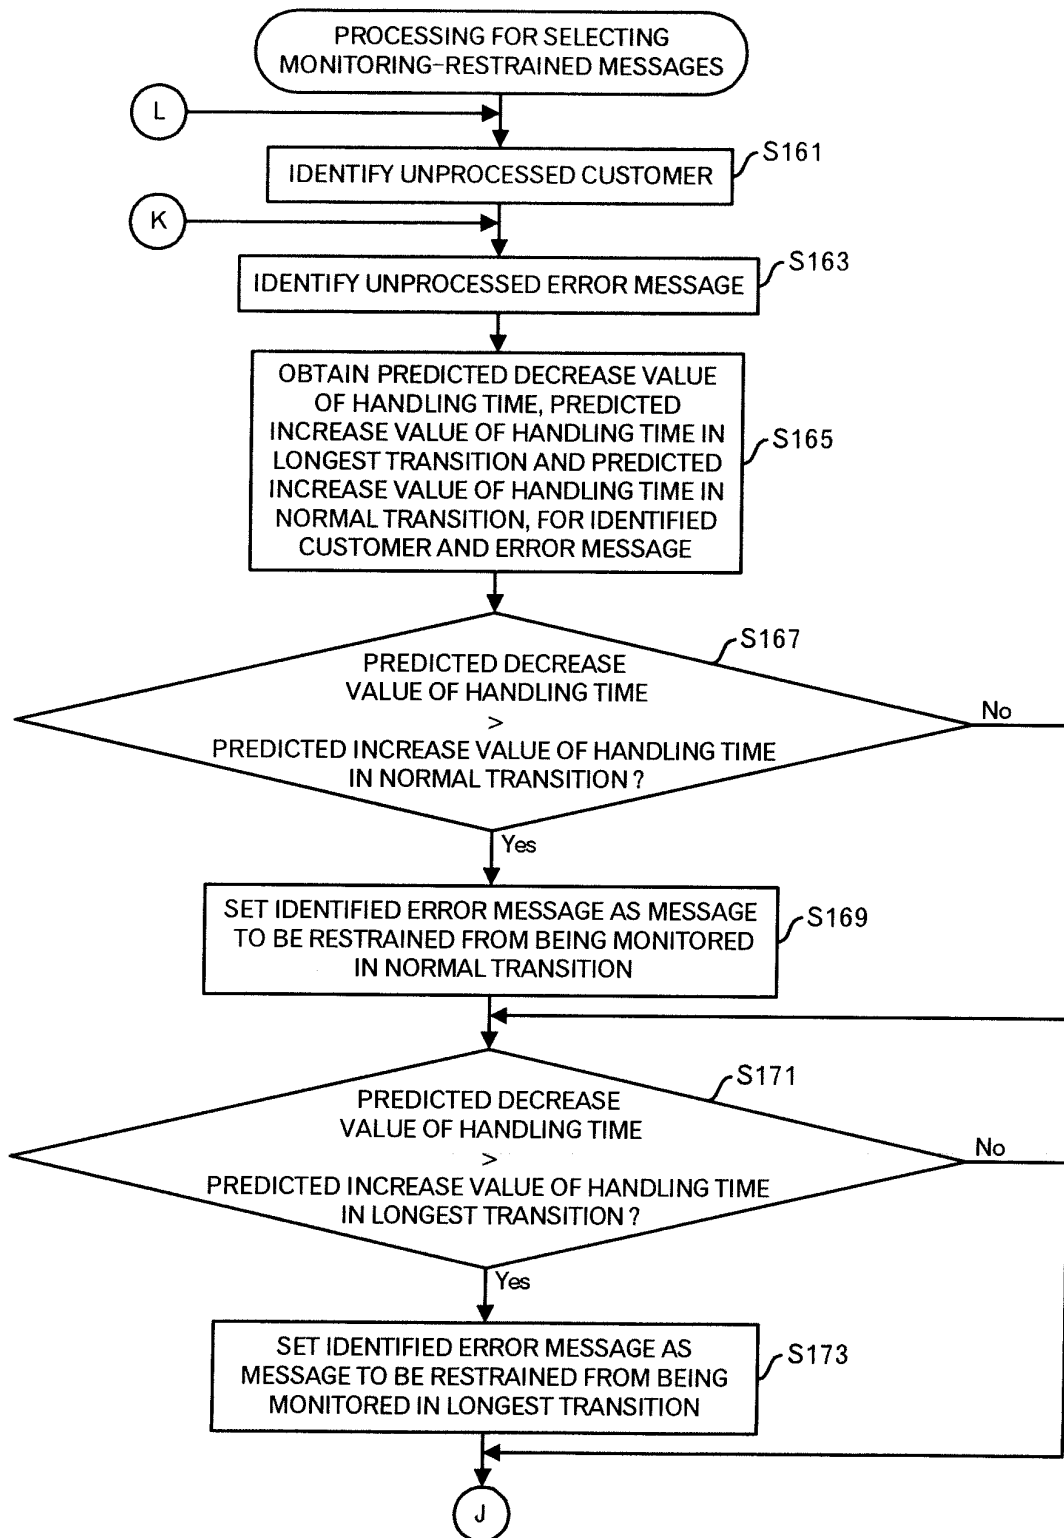 PROCESSING FOR SELECTING
MONITORING-RESTRAINED MESSAGES
L
S161
IDENTIFY UNPROCESSED CUSTOMER
K
S163
IDENTIFY UNPROCESSED ERROR MESSAGE
OBTAIN PREDICTED DECREASE VALUE
OF HANDLING TIME, PREDICTED
INCREASE VALUE OF HANDLING TIME IN
LONGEST TRANSITION AND PREDICTED
INCREASE VALUE OF HANDLING TIME IN
NORMAL TRANSITION, FOR IDENTIFIED
CUSTOMER AND ERROR MESSAGE
S165
S167
PREDICTED DECREASE
VALUE OF HANDLING TIME
>
PREDICTED INCREASE VALUE OF HANDLING TIME
IN NORMAL TRANSITION ?
No
Yes
SET IDENTIFIED ERROR MESSAGE AS MESSAGE
TO BE RESTRAINED FROM BEING MONITORED
IN NORMAL TRANSITION
S169
S171
PREDICTED DECREASE
VALUE OF HANDLING TIME
>
PREDICTED INCREASE VALUE OF HANDLING TIME
IN LONGEST TRANSITION ?
No
Yes
SET IDENTIFIED ERROR MESSAGE AS
MESSAGE TO BE RESTRAINED FROM BEING
MONITORED IN LONGEST TRANSITION
S173
J